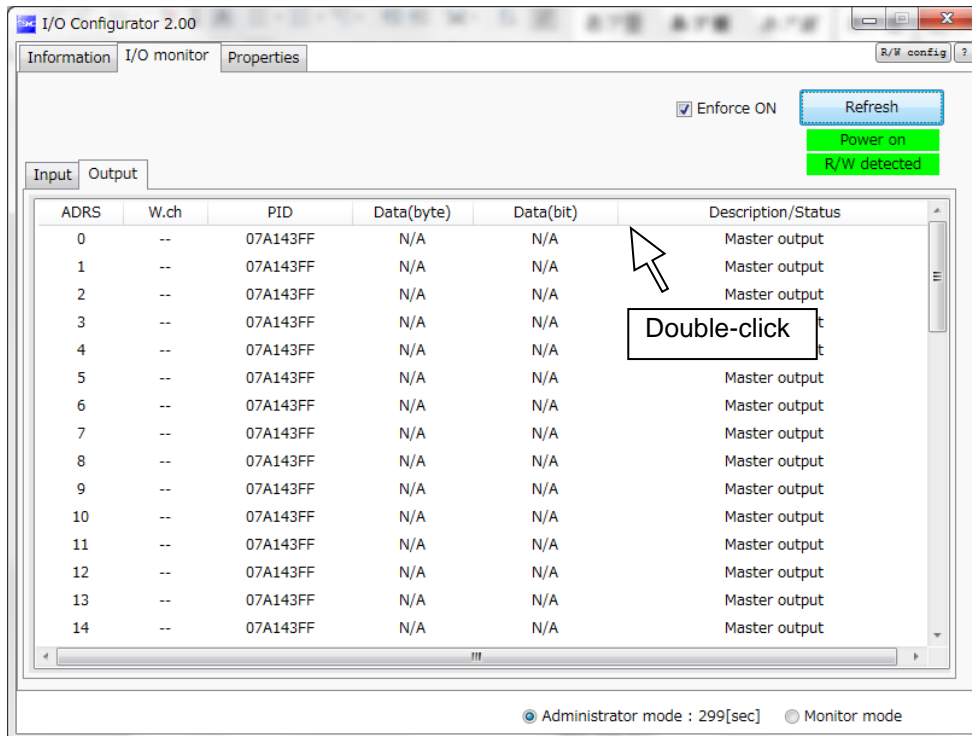 I/O Configurator 2.00
Information I/O monitor Properties R/W config ?
Enforce ON Refresh
Power on
R/W detected
Input Output
ADRS W.ch PID Data(byte) Data(bit) Description/Status
0 -- 07A143FF N/A N/A Master output
1 -- 07A143FF N/A N/A Master output
2 -- 07A143FF N/A N/A Master output
3 -- 07A143FF N/A N/A
Double-click
4 -- 07A143FF N/A N/A
5 -- 07A143FF N/A N/A Master output
6 -- 07A143FF N/A N/A Master output
7 -- 07A143FF N/A N/A Master output
8 -- 07A143FF N/A N/A Master output
9 -- 07A143FF N/A N/A Master output
10 -- 07A143FF N/A N/A Master output
11 -- 07A143FF N/A N/A Master output
12 -- 07A143FF N/A N/A Master output
13 -- 07A143FF N/A N/A Master output
14 -- 07A143FF N/A N/A Master output
Administrator mode : 299[sec] Monitor mode